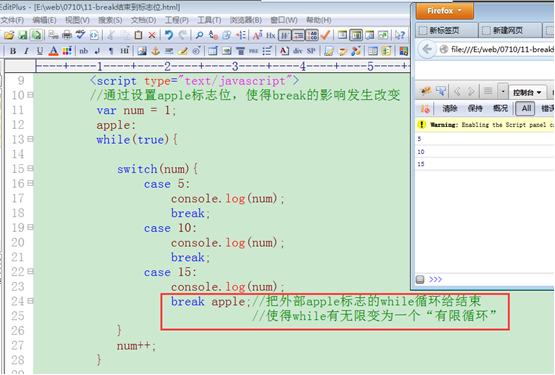 EditPlus - [E:\web\0710\11-break结束到标志位.html]
文件(F) 编辑(E) 视图(V) 搜索(S) 文档(D) 工程(P) 工具(T) 浏览器(B) 窗口(W) 帮助(H)
----+----1----+----2----+----3----+----4----+----5----+
9 <script type="text/javascript">
10 //通过设置apple标志位，使得break的影响发生改变
11 var num = 1;
12 apple:
13 while(true){
14
15 switch(num){
16 case 5:
17 console.log(num);
18 break;
19 case 10:
20 console.log(num);
21 break;
22 case 15:
23 console.log(num);
24 break apple;//把外部apple标志的while循环给结束
25 //使得while有无限变为一个“有限循环”
26 }
27 num++;
28 }
Firefox
新标签页 新建网页
file:///E:/web/0710/11-break
控制台
清除 保持 概况 All 错误
Warning: Enabling the Script panel c
5
10
15
>>>